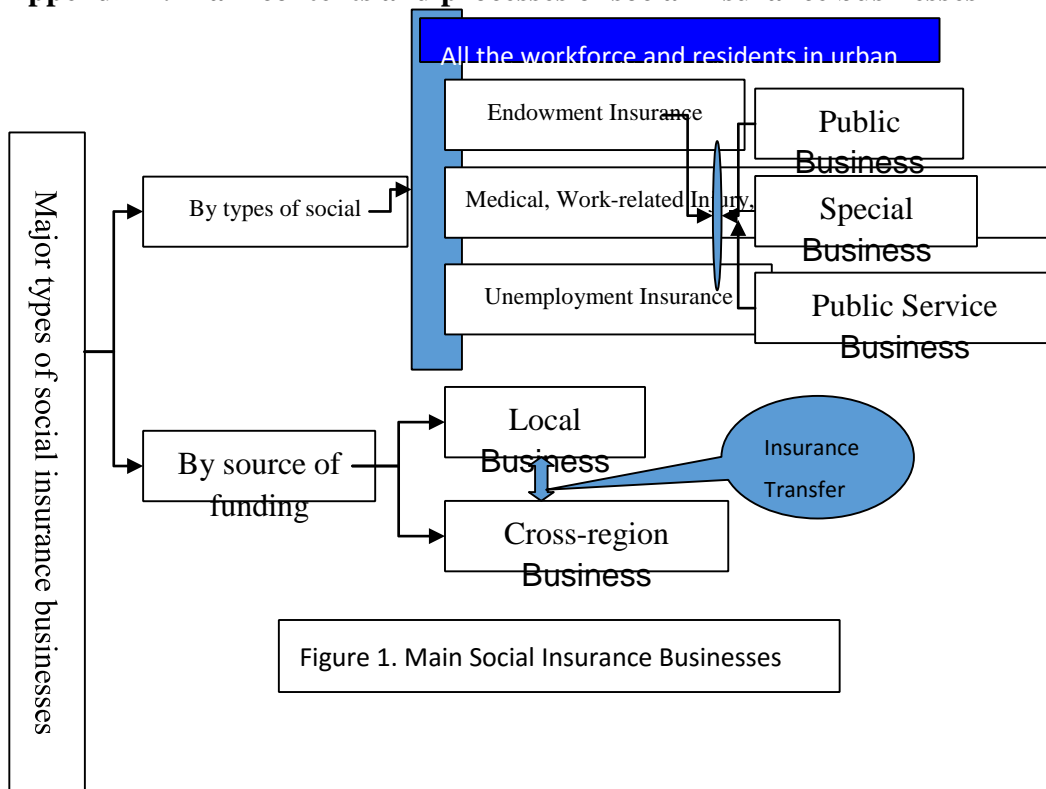 All the workforce and residents in urban
Endowment Insurance
Public
Business
Major types of social insurance businesses
By types of social
Medical, Work-related Injury,
Special
Business
Unemployment Insurance
Public Service
Business
By source of
funding
Local
Business
Insurance
Transfer
Cross-region
Business
Figure 1. Main Social Insurance Businesses